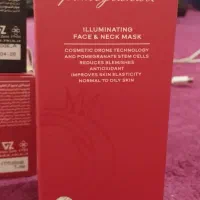 ILLUMINATING
FACE & NECK MASK
COSMETIC DRONE TECHNOLOGY
AND POMEGRANATE STEM CELLS
REDUCES BLEMISHES
ANTIOXIDANT
IMPROVES SKIN ELASTICITY
NORMAL TO OILY SKIN